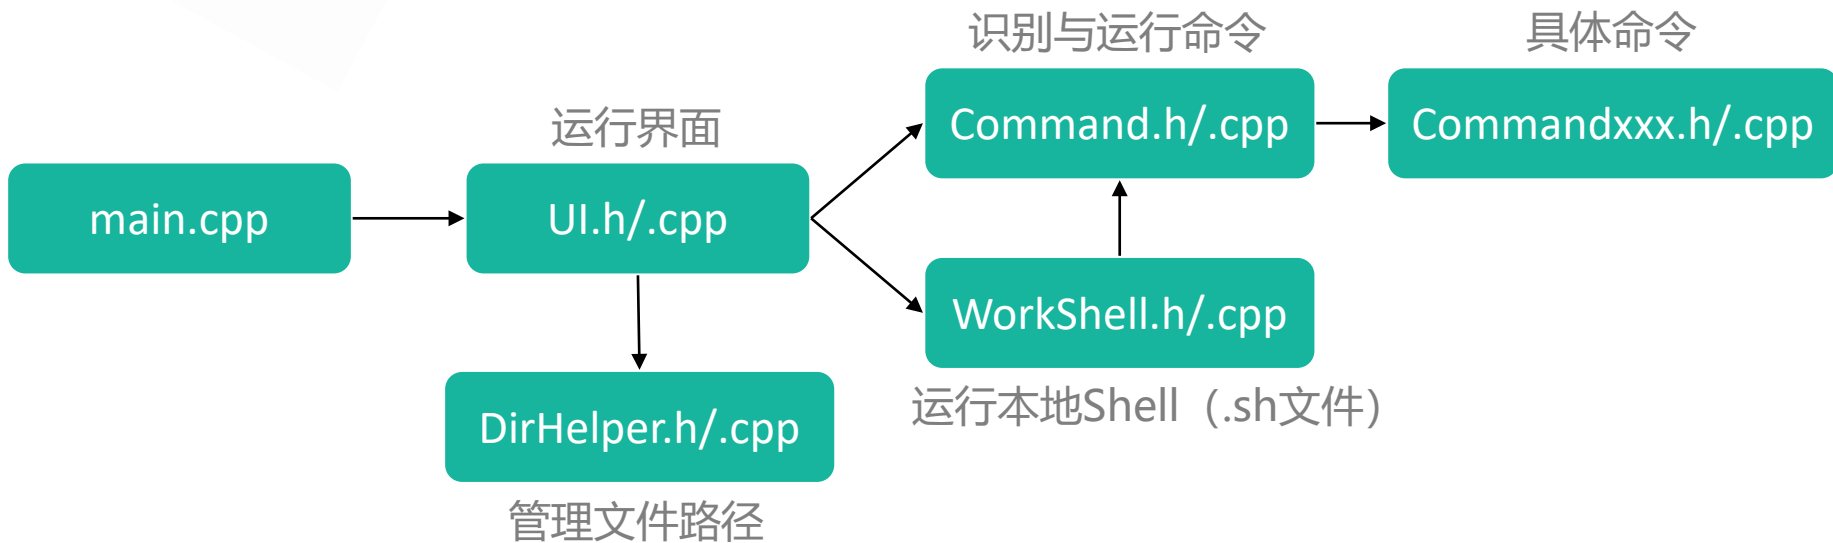 识别与运行命令
具体命令
Command.h/.cpp
Commandxxx.h/.cpp
运行界面
main.cpp
UI.h/.cpp
WorkShell.h/.cpp
运行本地Shell（.sh文件）
DirHelper.h/.cpp
管理文件路径